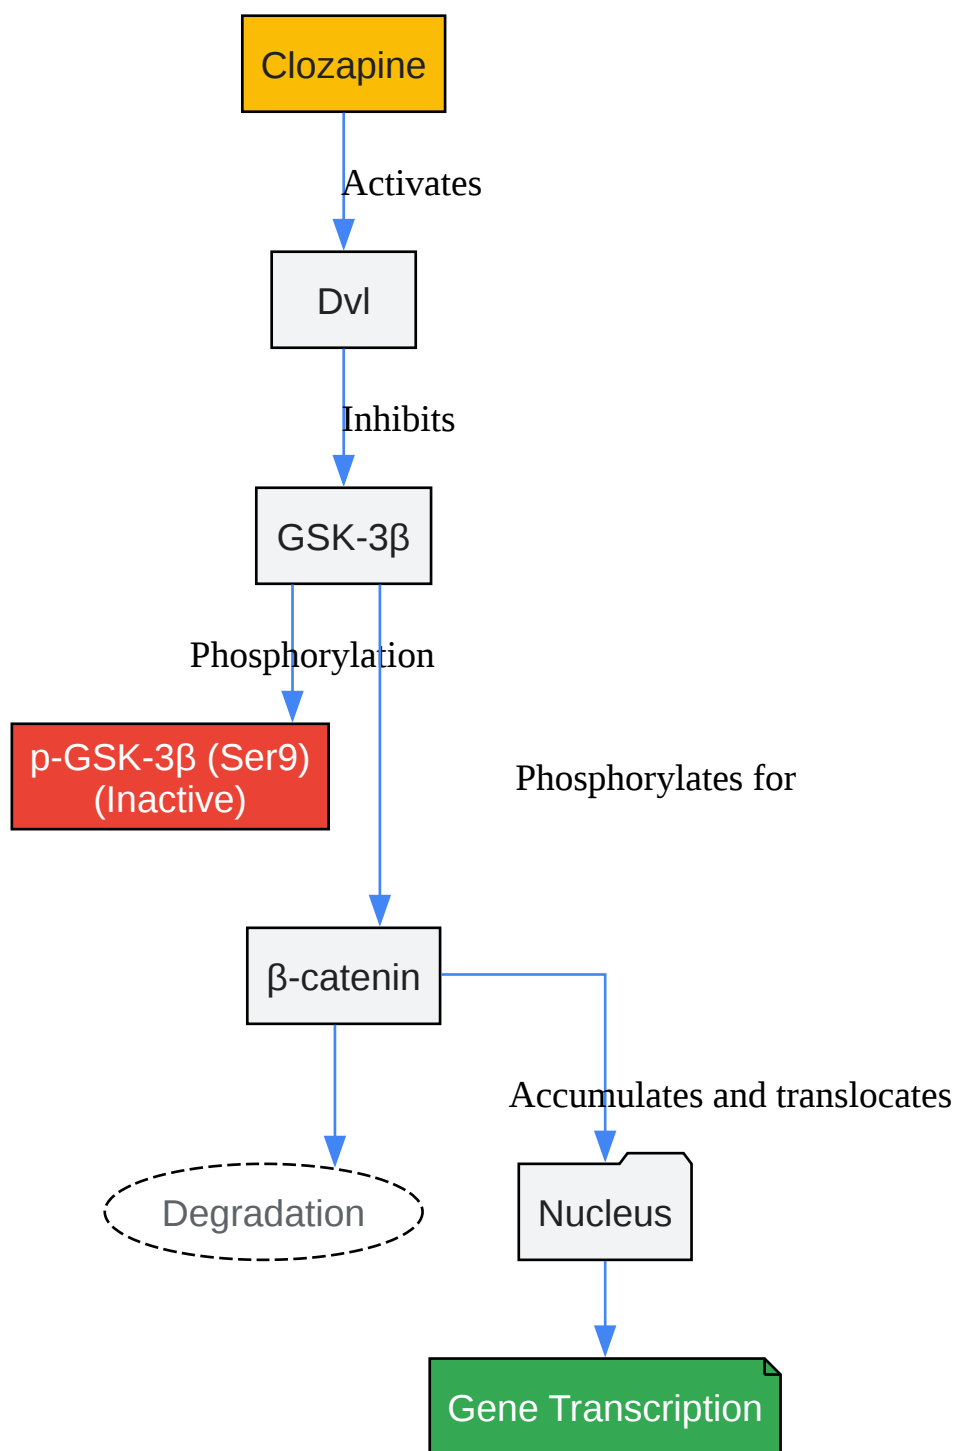 Clozapine
Activates
Dvl
Inhibits
GSK-3β
Phosphorylation
p-GSK-3β (Ser9)
(Inactive)
Phosphorylates for
β-catenin
Accumulates and translocates
Degradation
Nucleus
Gene Transcription